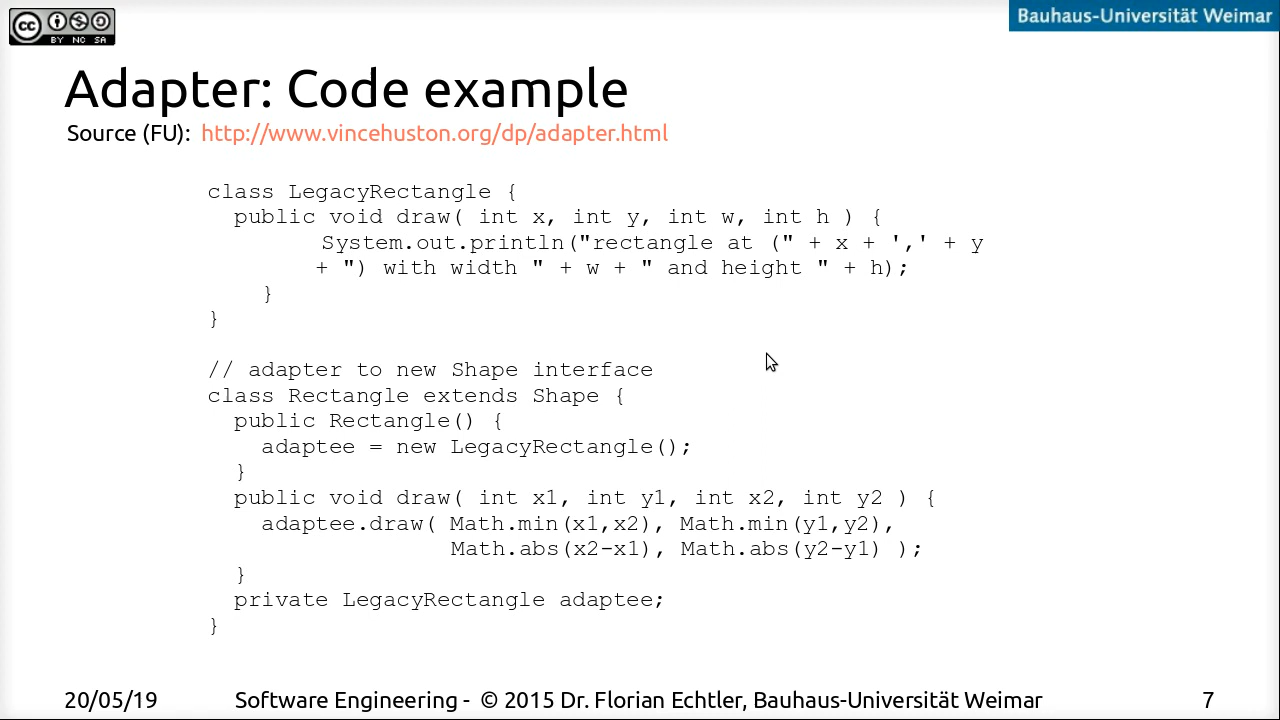 cc BY NC SA
Bauhaus-Universität Weimar
Adapter: Code example
Source (FU): http://www.vincehuston.org/dp/adapter.html
class LegacyRectangle {
public void draw( int x, int y, int w, int h ) {
System.out.println("rectangle at (" + x + ',' + y
+ ") with width " + w + " and height " + h);
}
}
// adapter to new Shape interface
class Rectangle extends Shape {
public Rectangle() {
adaptee = new LegacyRectangle();
}
public void draw( int x1, int y1, int x2, int y2 ) {
adaptee.draw( Math.min(x1,x2), Math.min(y1,y2),
Math.abs(x2-x1), Math.abs(y2-y1) );
}
private LegacyRectangle adaptee;
}
20/05/19 Software Engineering - © 2015 Dr. Florian Echtler, Bauhaus-Universität Weimar 7